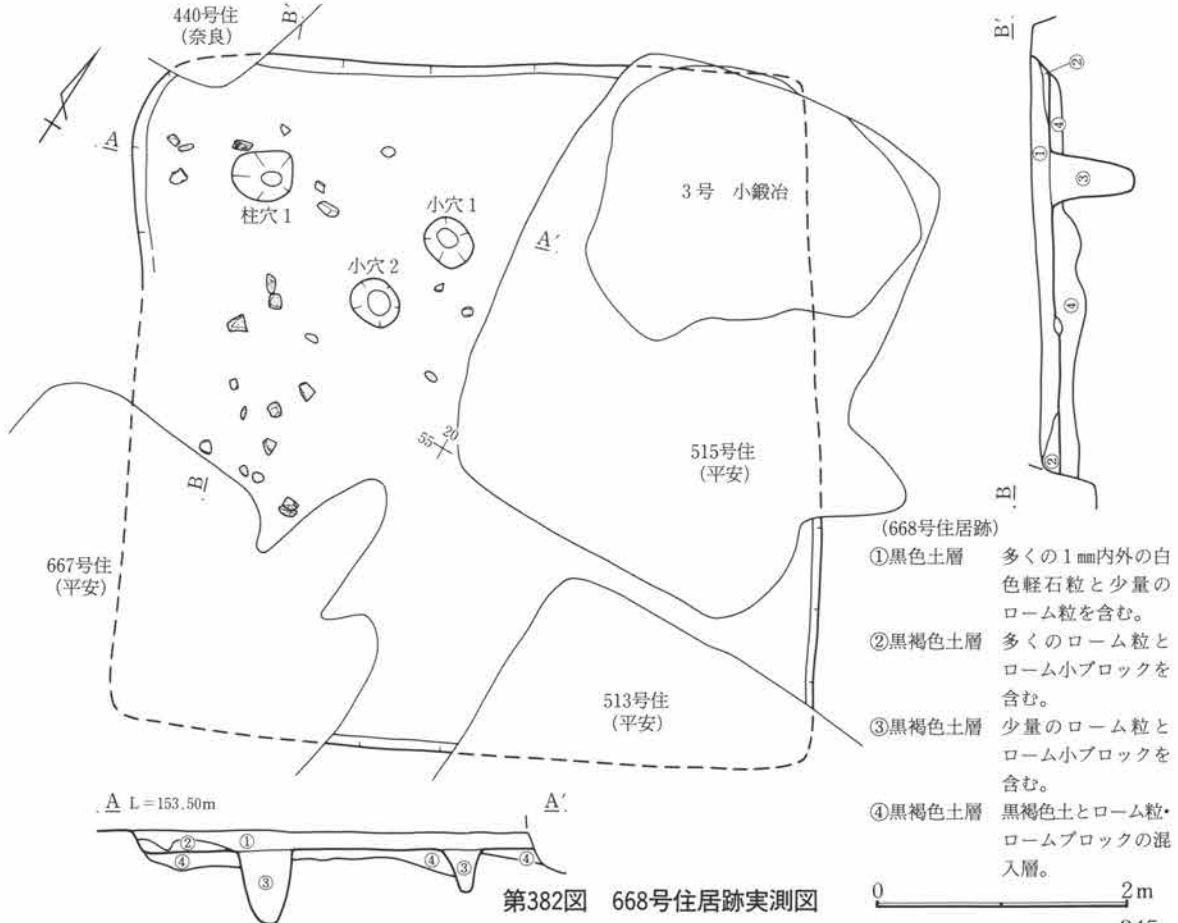 440号住
(奈良)
B′
B′
A
柱穴 1
小穴 1
小穴 2
A′
3号 小鍛冶
②
①
④
③
④
②
B
55
20
B
515号住
(平安)
667号住
(平安)
513号住
(平安)
(668号住居跡)
①黒色土層 多くの1㎜内外の白
色軽石粒と少量の
ローム粒を含む。
②黒褐色土層 多くのローム粒と
ローム小ブロックを
含む。
③黒褐色土層 少量のローム粒と
ローム小ブロックを
含む。
④黒褐色土層 黒褐色土とローム粒・
ロームブロックの混
入層。
A L=153.50m A′
② ①
④ ③ ④ ③ ④
第382図 668号住居跡実測図
0 2m